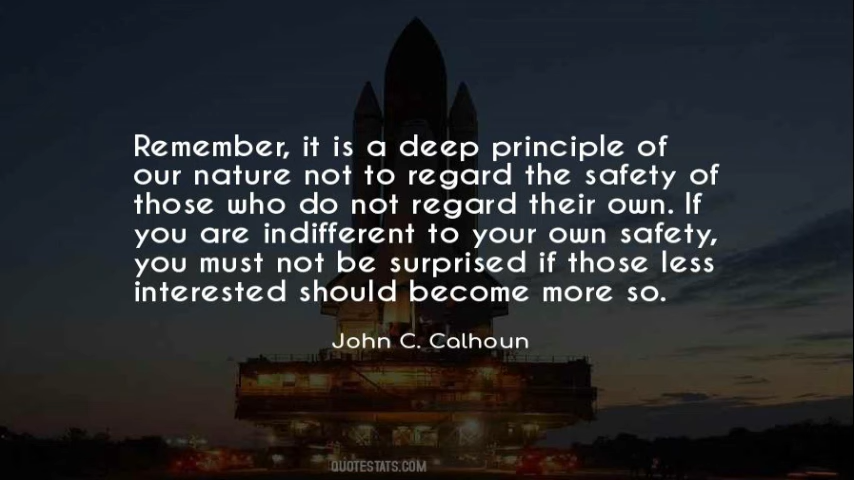 Remember, it is a deep principle of
our nature not to regard the safety of
those who do not regard their own. If
you are indifferent to your own safety,
you must not be surprised if those less
interested should become more so.
John C. Calhoun
QUOTESTATS.COM